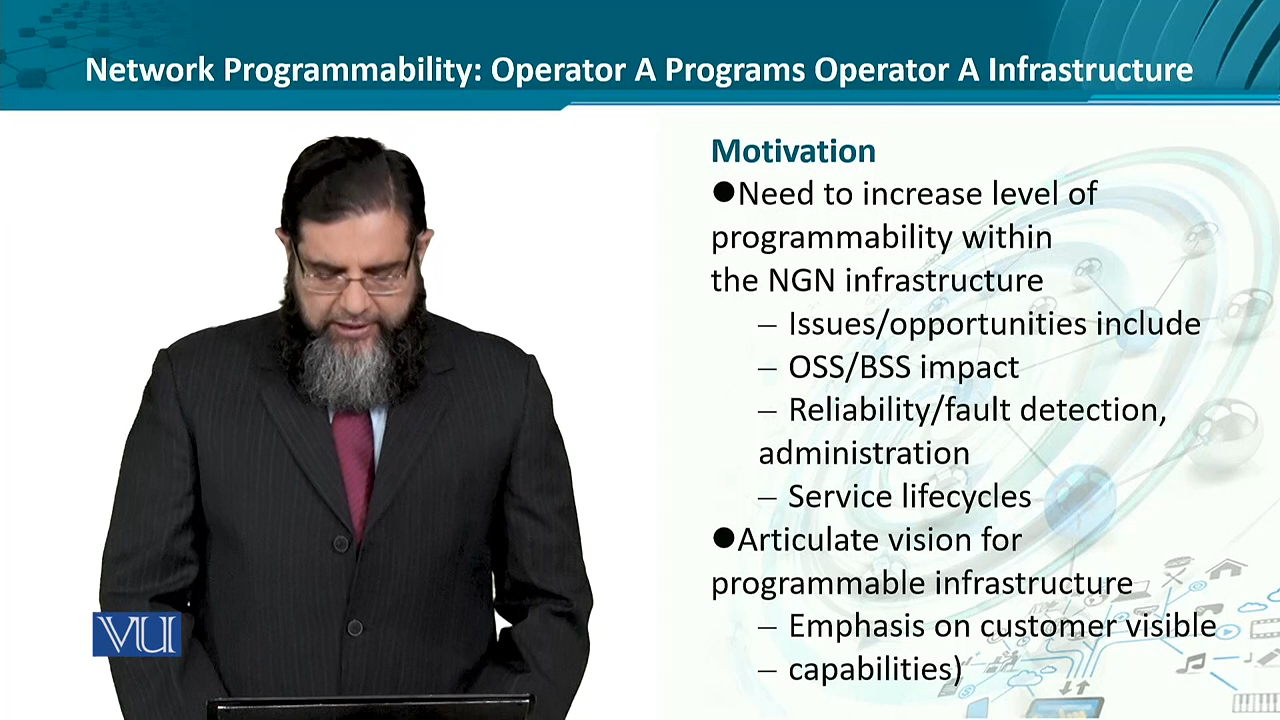 Network Programmability: Operator A Programs Operator A Infrastructure
Motivation
●Need to increase level of
programmability within
the NGN infrastructure
– Issues/opportunities include
– OSS/BSS impact
– Reliability/fault detection,
administration
– Service lifecycles
●Articulate vision for
programmable infrastructure
– Emphasis on customer visible
– capabilities)
VU